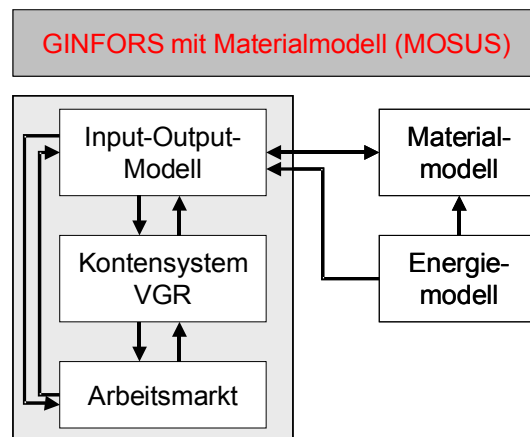 GINFORS mit Materialmodell (MOSUS)
Input-Output-
Modell
Material-
modell
Kontensystem
VGR
Energie-
modell
Arbeitsmarkt